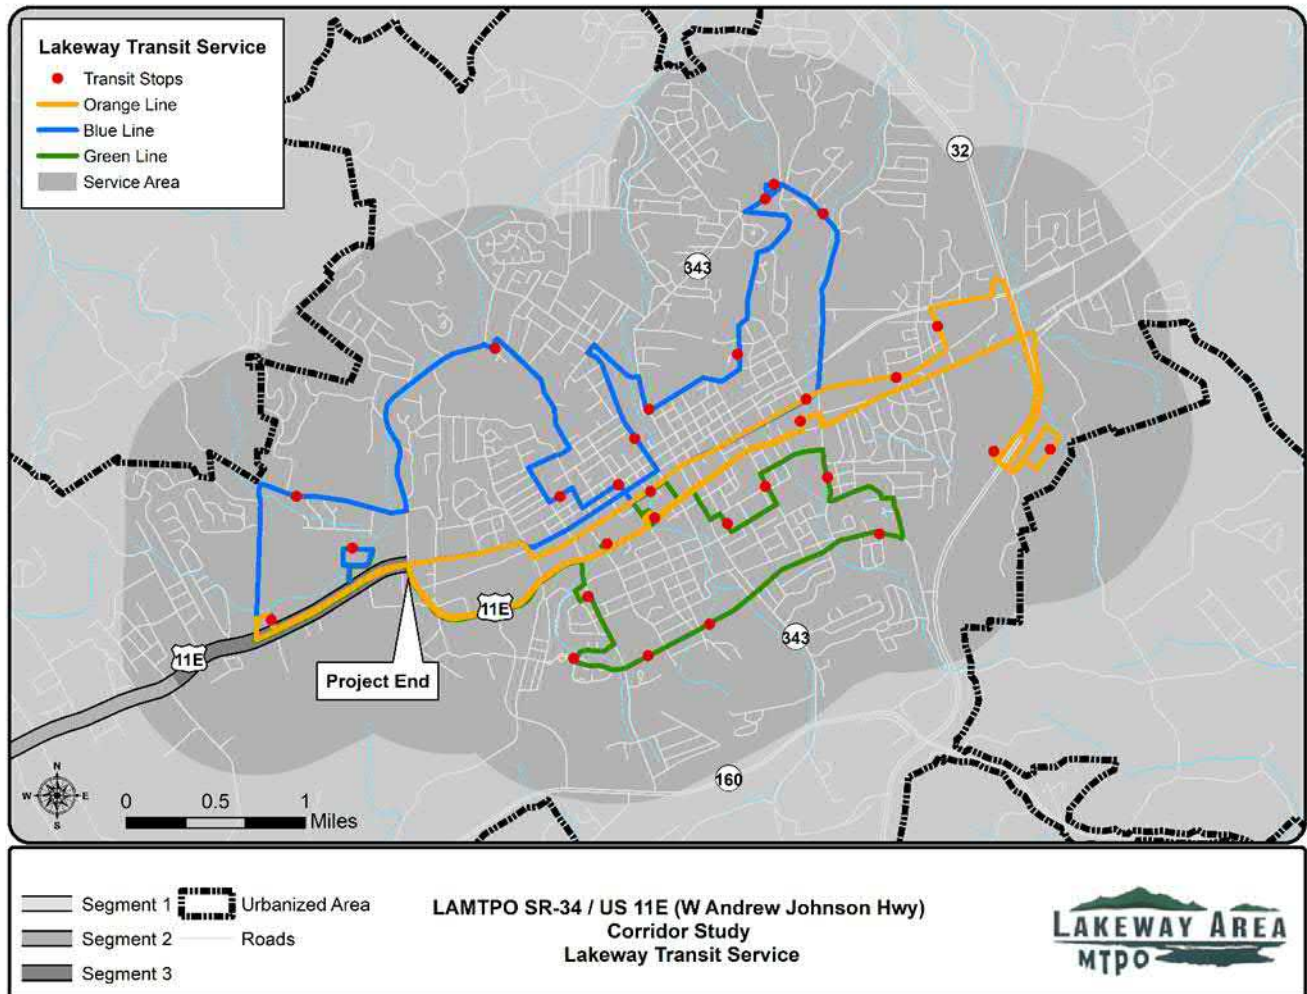 Lakeway Transit Service
Transit Stops
Orange Line
Blue Line
Green Line
Service Area
32
343
11E
11E
343
Project End
160
N
W E
S
0 0.5 1
Miles
Segment 1 Urbanized Area
Segment 2 Roads
Segment 3
LAMTPO SR-34 / US 11E (W Andrew Johnson Hwy)
Corridor Study
Lakeway Transit Service
LAKEWAY AREA
MTPO